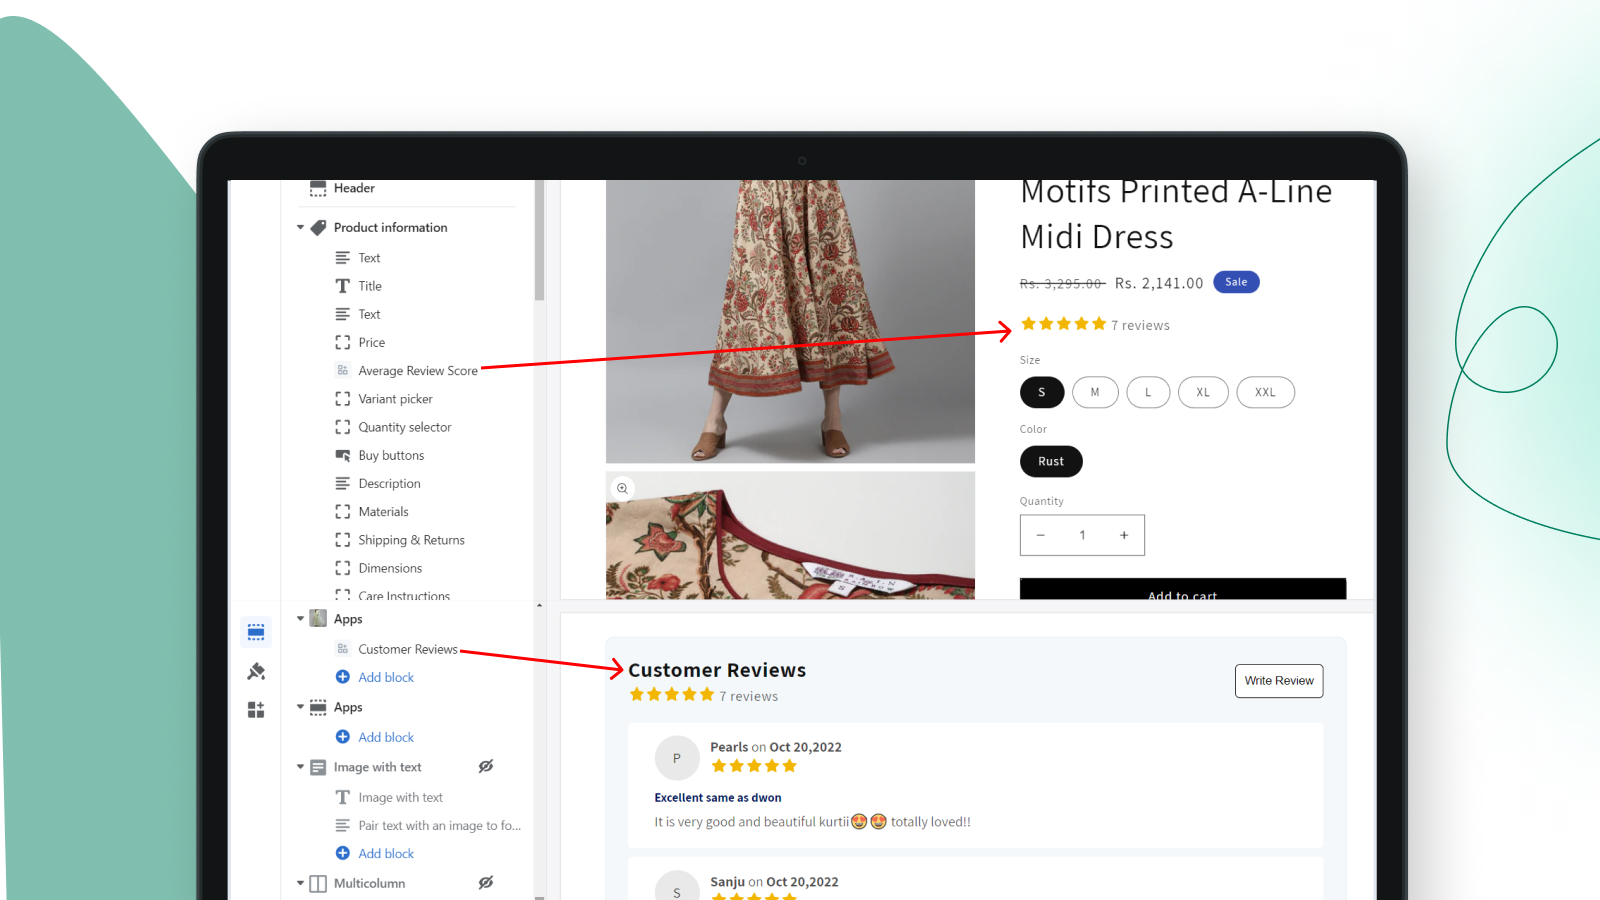 Header
Product information
Text
Title
Text
Price
Average Review Score
Variant picker
Quantity selector
Buy buttons
Description
Materials
Shipping & Returns
Dimensions
Care Instructions
Apps
Customer Reviews
Add block
Apps
Add block
Image with text
Image with text
Pair text with an image to fo...
Add block
Multicolumn
Motifs Printed A-Line
Midi Dress
Rs. 3,295.00 Rs. 2,141.00 Sale
7 reviews
Size
S M L XL XXL
Color
Rust
Quantity
− 1 +
Add to cart
S
Customer Reviews
7 reviews
Write Review
P
Pearls on Oct 20,2022
Excellent same as dwon
It is very good and beautiful kurtii😍😍 totally loved!!
S
Sanju on Oct 20,2022